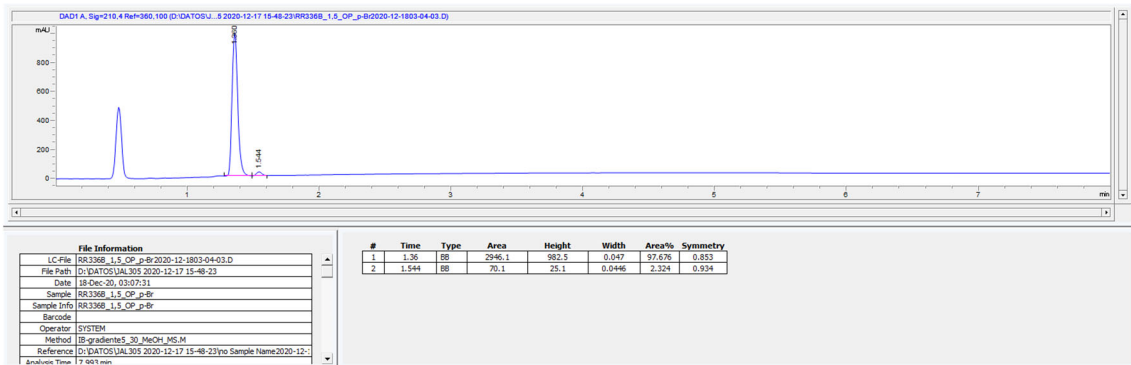 DAD1 A, Sig=210,4 Ref=360,100 (D:\DATOS\J...5 2020-12-17 15-48-23\RR336B_1,5_OP_p-Br2020-12-1803-04-03.D)
mAU
800
600
400
200
0
1.360
1.544
1 2 3 4 5 6 7 min
File Information
LC-File RR336B_1,5_OP_p-Br2020-12-1803-04-03.D
File Path D:\DATOS\JAL305 2020-12-17 15-48-23
Date 18-Dec-20, 03:07:31
Sample RR336B_1,5_OP_p-Br
Sample Info RR336B_1,5_OP_p-Br
Barcode
Operator SYSTEM
Method IB-gradiente5_30_MeOH_MS.M
Reference D:\DATOS\JAL305 2020-12-17 15-48-23\no Sample Name2020-12-
Analysis Time 7.993 min
# Time Type Area Height Width Area% Symmetry
1 1.36 BB 2946.1 982.5 0.047 97.676 0.853
2 1.544 BB 70.1 25.1 0.0446 2.324 0.934